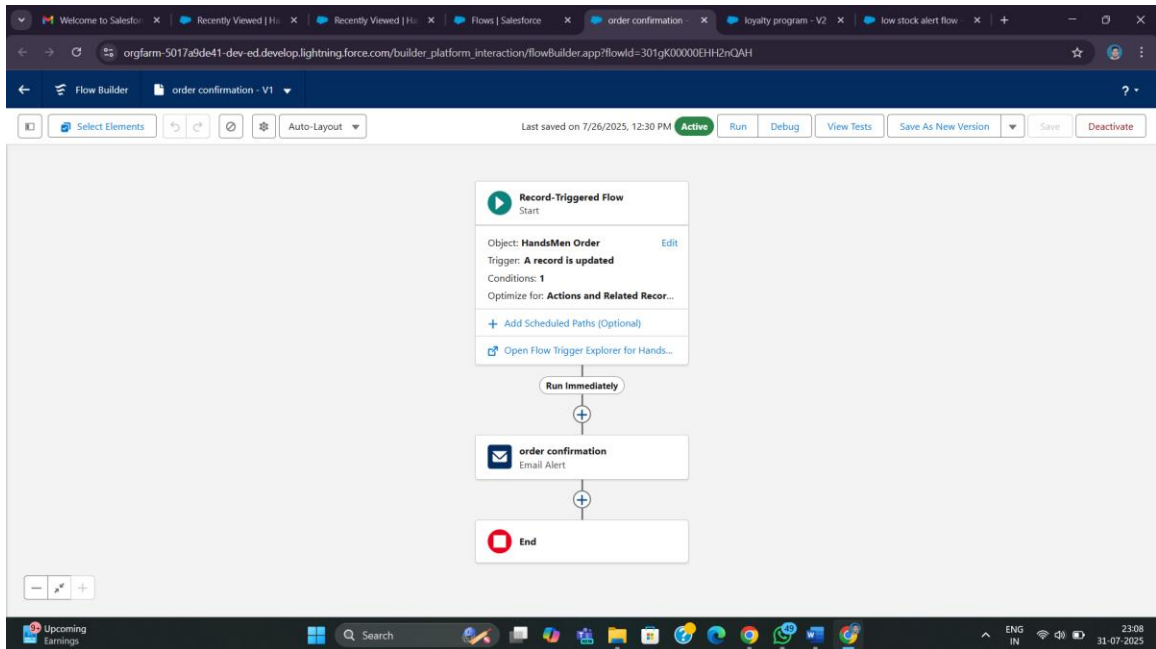 Welcome to Salesfor
Recently Viewed | Ha
Recently Viewed | Ha
Flows | Salesforce
order confirmation -
loyalty program - V2
low stock alert flow -
orgfarm-5017a9de41-dev-ed.develop.lightning.force.com/builder_platform_interaction/flowBuilder.app?flowId=301gK00000EHH2nQAH
Flow Builder
order confirmation - V1
?
Select Elements
Auto-Layout
Last saved on 7/26/2025, 12:30 PM
Active
Run
Debug
View Tests
Save As New Version
Save
Deactivate
Record-Triggered Flow
Start
Object: HandsMen Order Edit
Trigger: A record is updated
Conditions: 1
Optimize for: Actions and Related Recor...
+ Add Scheduled Paths (Optional)
Open Flow Trigger Explorer for Hands...
Run Immediately
order confirmation
Email Alert
End
9+
Upcoming
Earnings
Search
49
ENG
IN
23:08
31-07-2025